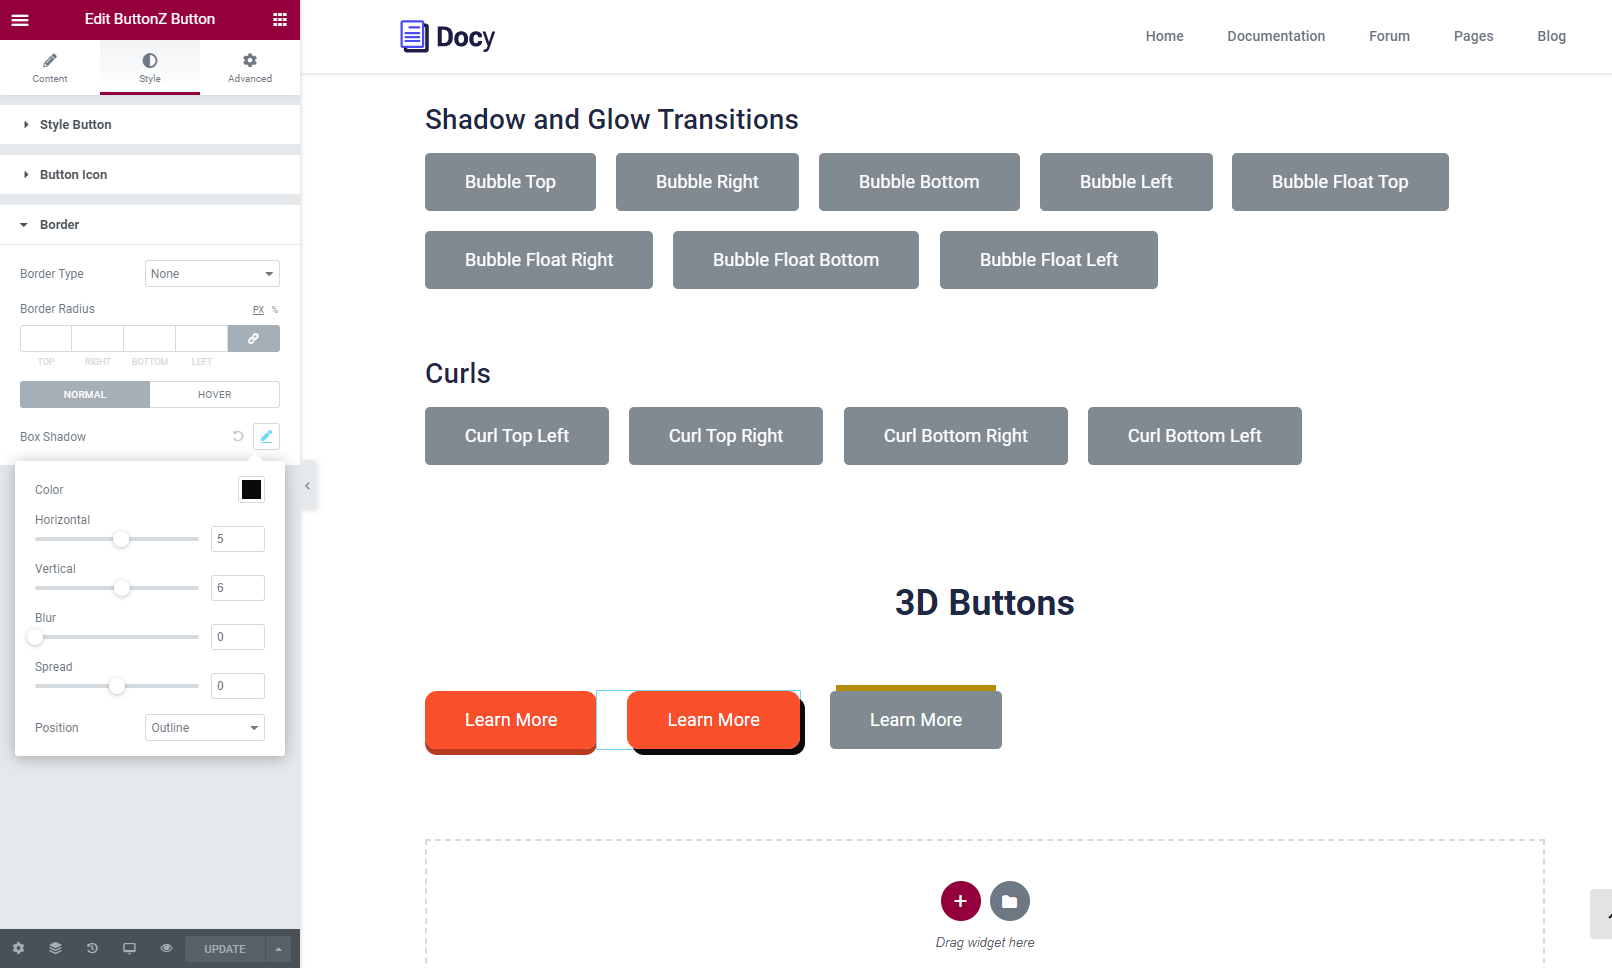 Edit ButtonZ Button
Content
Style
Advanced
Style Button
Button Icon
Border
Border Type
None
Border Radius
PX %
TOP RIGHT BOTTOM LEFT
NORMAL HOVER
Box Shadow
Color
Horizontal
5
Vertical
6
Blur
0
Spread
0
Position
Outline
UPDATE
Docy
Home Documentation Forum Pages Blog
Shadow and Glow Transitions
Bubble Top Bubble Right Bubble Bottom Bubble Left Bubble Float Top
Bubble Float Right Bubble Float Bottom Bubble Float Left
Curls
Curl Top Left Curl Top Right Curl Bottom Right Curl Bottom Left
3D Buttons
Learn More Learn More Learn More
Drag widget here